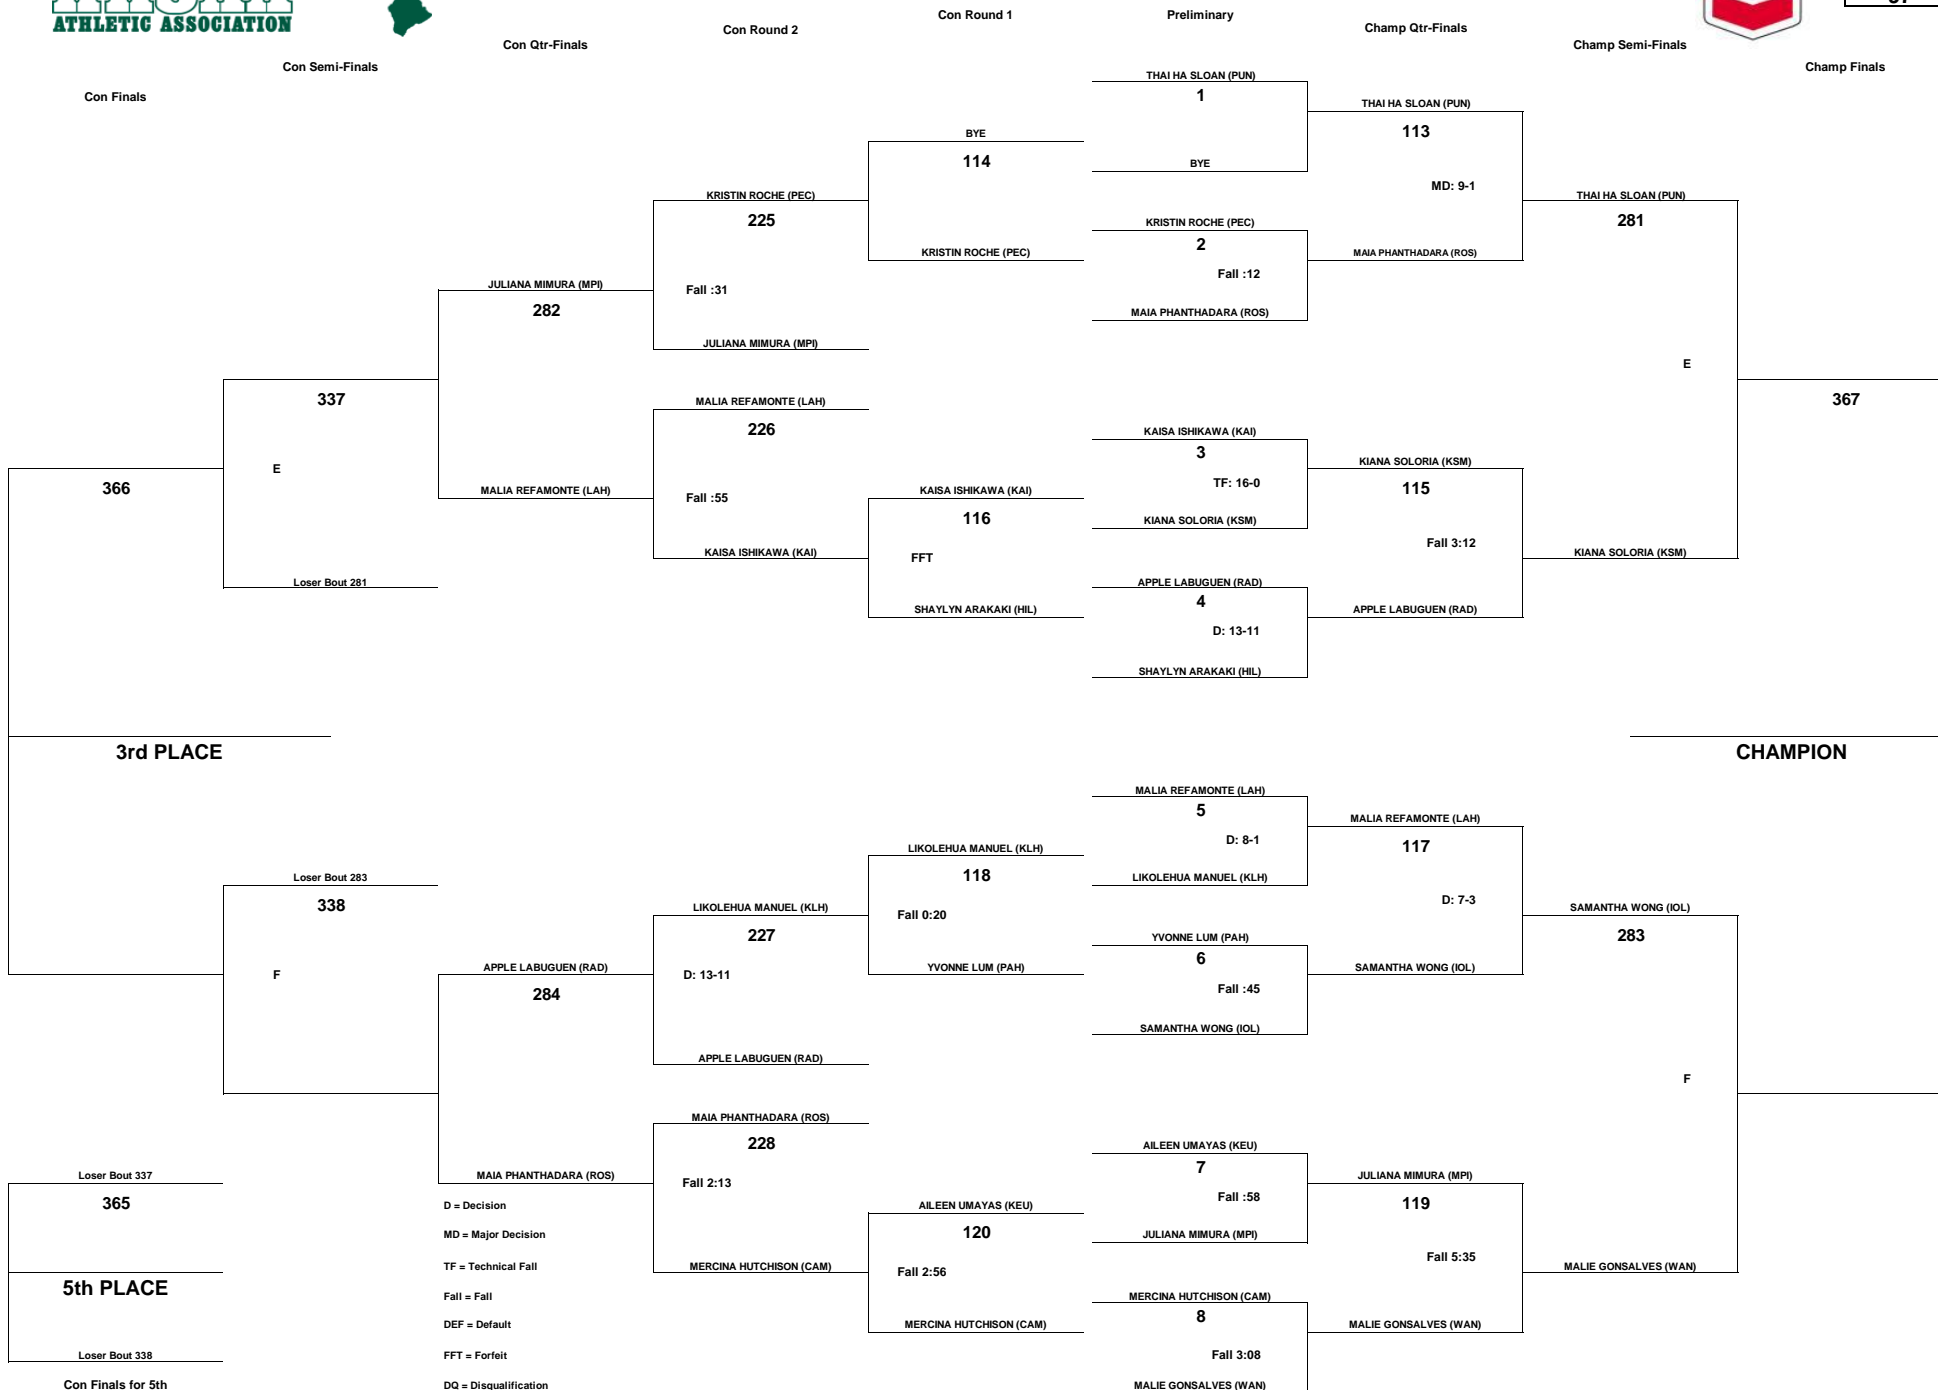 ATHLETIC ASSOCIATION
Con Finals
Con Semi-Finals
Con Qtr-Finals
Con Round 2
Con Round 1
Preliminary
Champ Qtr-Finals
Champ Semi-Finals
Champ Finals
THAI HA SLOAN (PUN)
1
BYE
KRISTIN ROCHE (PEC)
2
Fall :12
MAIA PHANTHADARA (ROS)
KAISA ISHIKAWA (KAI)
3
TF: 16-0
KIANA SOLORIA (KSM)
APPLE LABUGUEN (RAD)
4
D: 13-11
SHAYLYN ARAKAKI (HIL)
MALIA REFAMONTE (LAH)
5
D: 8-1
LIKOLEHUA MANUEL (KLH)
YVONNE LUM (PAH)
6
Fall :45
SAMANTHA WONG (IOL)
AILEEN UMAYAS (KEU)
7
Fall :58
JULIANA MIMURA (MPI)
MERCINA HUTCHISON (CAM)
8
Fall 3:08
MALIE GONSALVES (WAN)
THAI HA SLOAN (PUN)
113
MD: 9-1
MAIA PHANTHADARA (ROS)
KIANA SOLORIA (KSM)
115
Fall 3:12
APPLE LABUGUEN (RAD)
MALIA REFAMONTE (LAH)
117
D: 7-3
SAMANTHA WONG (IOL)
JULIANA MIMURA (MPI)
119
Fall 5:35
MALIE GONSALVES (WAN)
THAI HA SLOAN (PUN)
281
E
KIANA SOLORIA (KSM)
SAMANTHA WONG (IOL)
283
F
MALIE GONSALVES (WAN)
367
CHAMPION
BYE
114
KRISTIN ROCHE (PEC)
KAISA ISHIKAWA (KAI)
116
FFT
SHAYLYN ARAKAKI (HIL)
LIKOLEHUA MANUEL (KLH)
118
Fall 0:20
YVONNE LUM (PAH)
AILEEN UMAYAS (KEU)
120
Fall 2:56
MERCINA HUTCHISON (CAM)
KRISTIN ROCHE (PEC)
225
Fall :31
JULIANA MIMURA (MPI)
MALIA REFAMONTE (LAH)
226
Fall :55
KAISA ISHIKAWA (KAI)
LIKOLEHUA MANUEL (KLH)
227
D: 13-11
APPLE LABUGUEN (RAD)
MAIA PHANTHADARA (ROS)
228
Fall 2:13
MERCINA HUTCHISON (CAM)
JULIANA MIMURA (MPI)
282
MALIA REFAMONTE (LAH)
APPLE LABUGUEN (RAD)
284
MAIA PHANTHADARA (ROS)
337
E
Loser Bout 281
Loser Bout 283
338
F
366
3rd PLACE
Loser Bout 337
365
5th PLACE
Loser Bout 338
Con Finals for 5th
D = Decision
MD = Major Decision
TF = Technical Fall
Fall = Fall
DEF = Default
FFT = Forfeit
DQ = Disqualification